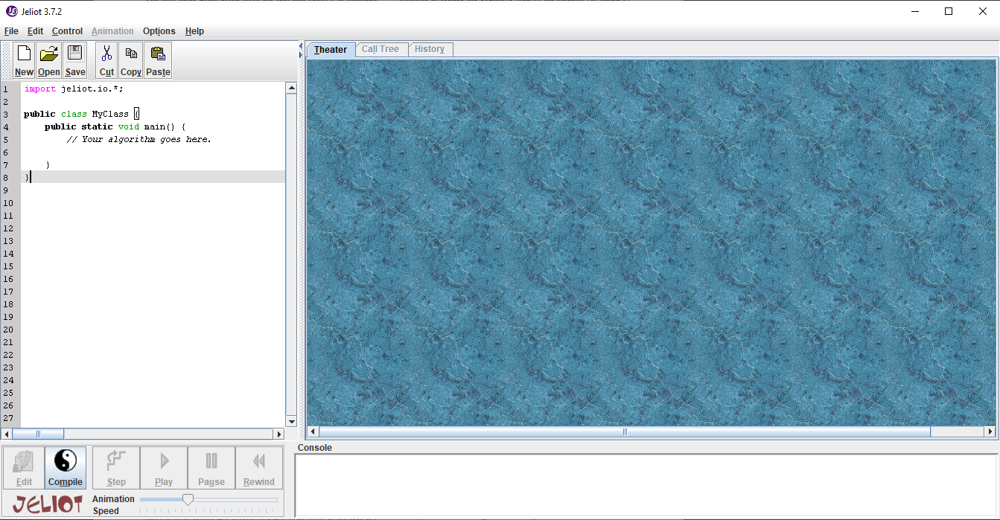 Jeliot 3.7.2
File Edit Control Animation Options Help
New Open Save Cut Copy Paste
Theater Call Tree History
1 import jeliot.io.*;
2
3 public class MyClass {
4 public static void main() {
5 // Your algorithm goes here.
6
7 }
8 }
9
10
11
12
13
14
15
16
17
18
19
20
21
22
23
24
25
26
27
Console
Edit Compile Step Play Pause Rewind
JELIOT
Animation
Speed